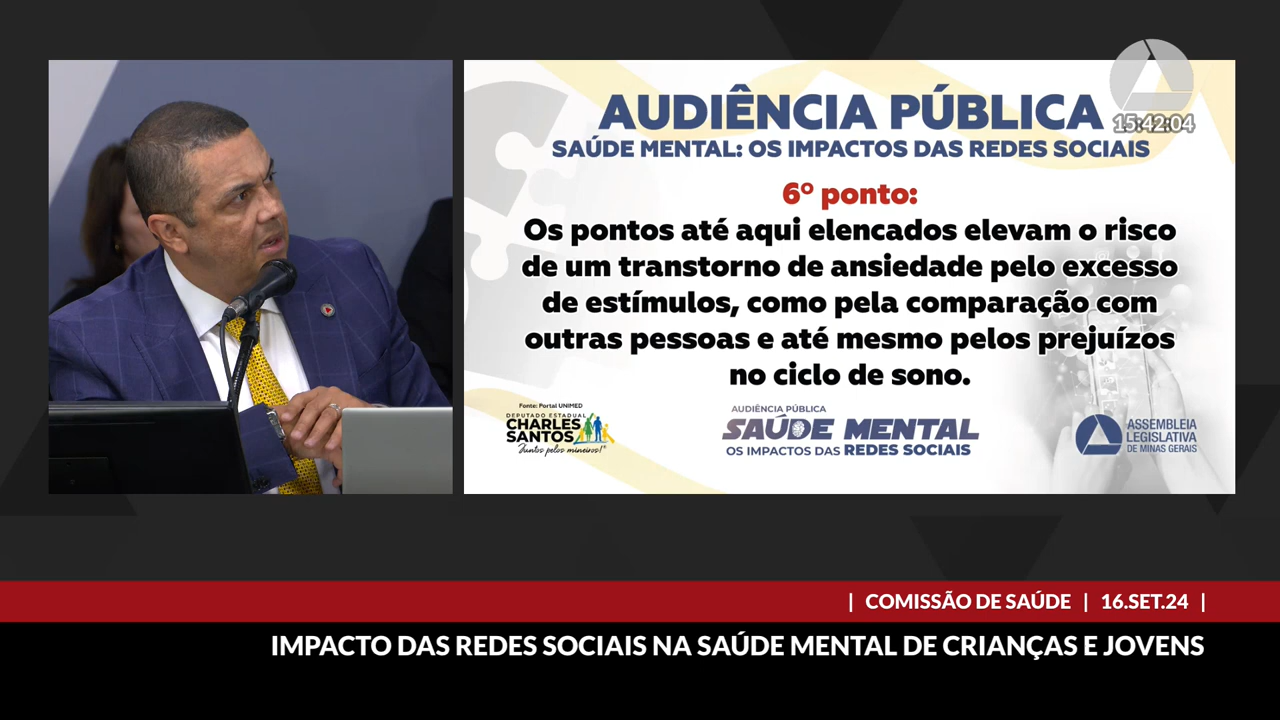 AUDIÊNCIA PÚBLICA
15:42:04
SAÚDE MENTAL: OS IMPACTOS DAS REDES SOCIAIS
6º ponto:
Os pontos até aqui elencados elevam o risco
de um transtorno de ansiedade pelo excesso
de estímulos, como pela comparação com
outras pessoas e até mesmo pelos prejuízos
no ciclo de sono.
Fonte: Portal UNIMED
DEPUTADO ESTADUAL
CHARLES
SANTOS
Juntos pelos mineiros!
AUDIÊNCIA PÚBLICA
SAÚDE MENTAL
OS IMPACTOS DAS REDES SOCIAIS
ASSEMBLEIA
LEGISLATIVA
DE MINAS GERAIS
| COMISSÃO DE SAÚDE | 16.SET.24 |
IMPACTO DAS REDES SOCIAIS NA SAÚDE MENTAL DE CRIANÇAS E JOVENS